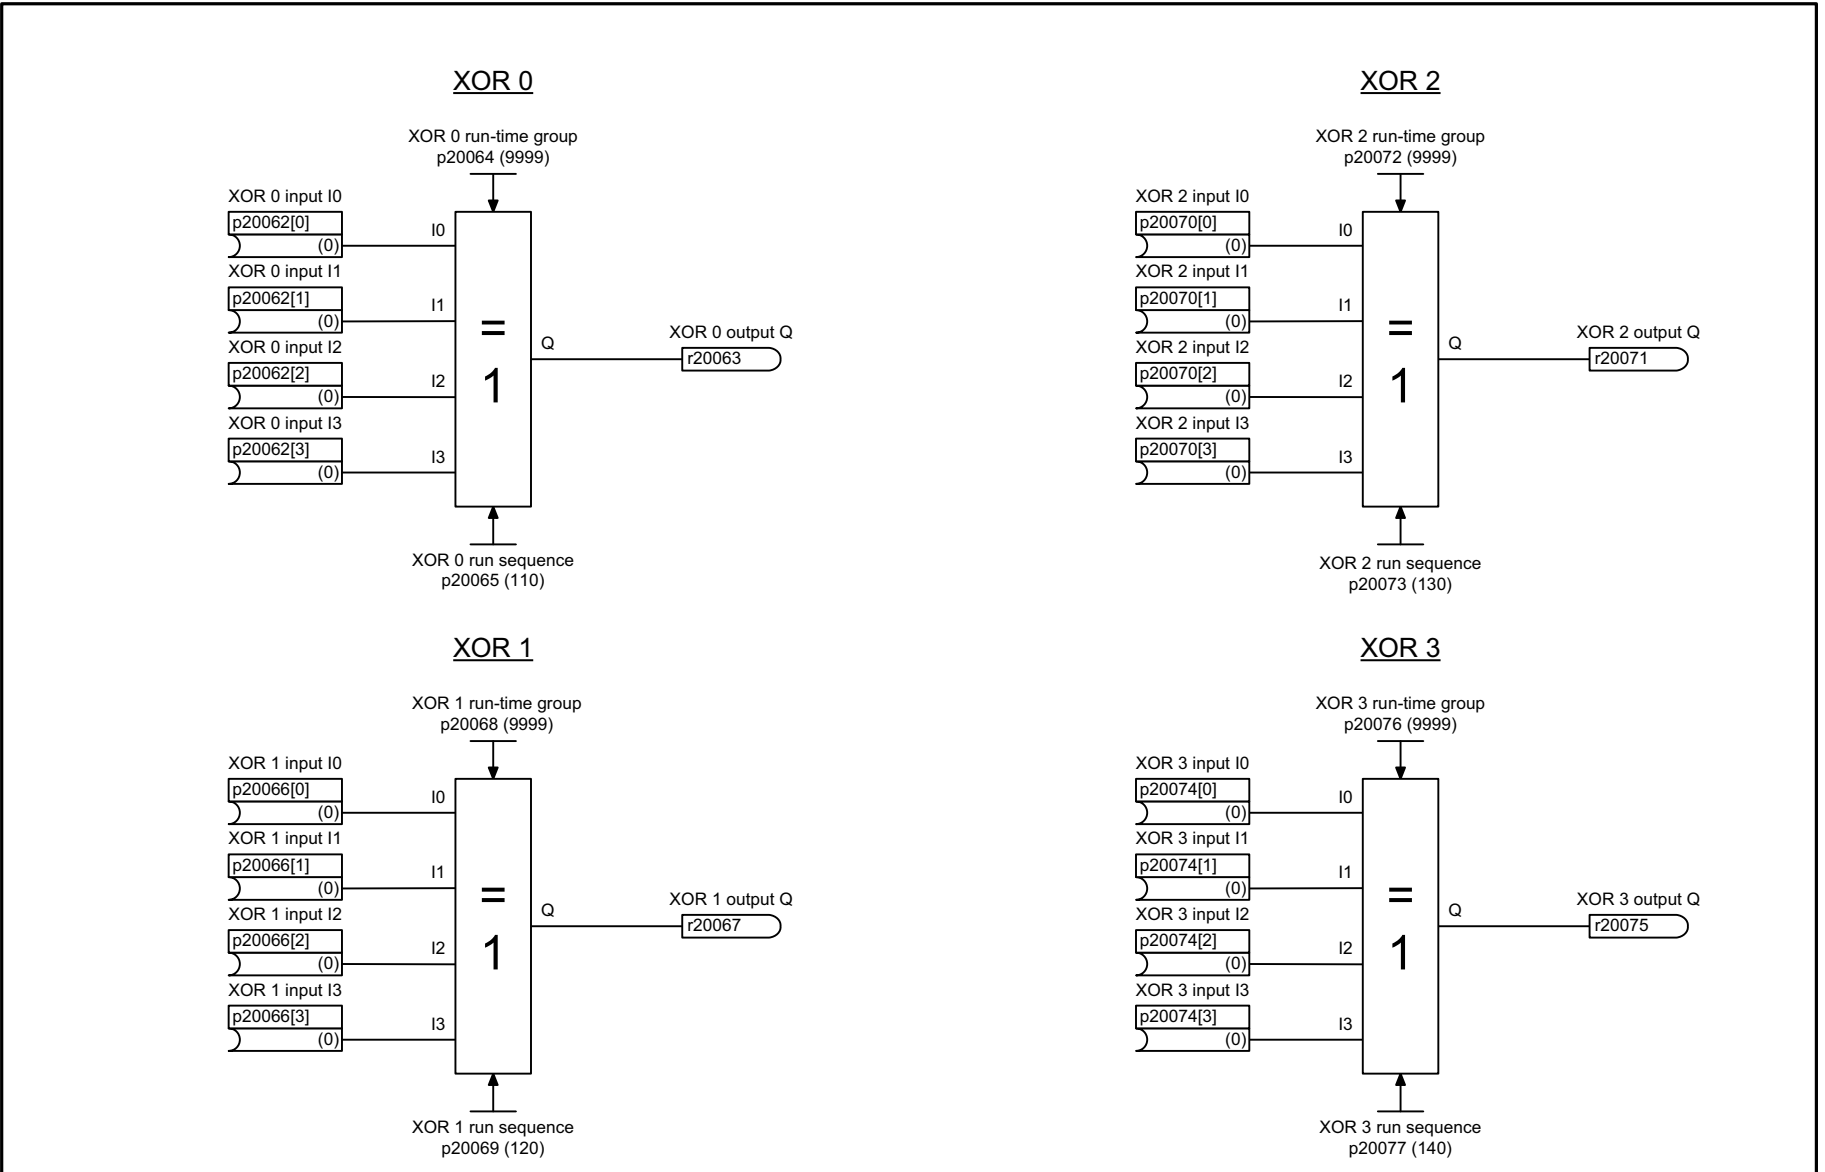 XOR 0
XOR 0 run-time group
p20064 (9999)
XOR 0 input I0
p20062[0]
(0)
I0
XOR 0 input I1
p20062[1]
(0)
I1
XOR 0 input I2
p20062[2]
(0)
I2
XOR 0 input I3
p20062[3]
(0)
I3
=
1
Q
XOR 0 output Q
r20063
XOR 0 run sequence
p20065 (110)
XOR 2
XOR 2 run-time group
p20072 (9999)
XOR 2 input I0
p20070[0]
(0)
I0
XOR 2 input I1
p20070[1]
(0)
I1
XOR 2 input I2
p20070[2]
(0)
I2
XOR 2 input I3
p20070[3]
(0)
I3
=
1
Q
XOR 2 output Q
r20071
XOR 2 run sequence
p20073 (130)
XOR 1
XOR 1 run-time group
p20068 (9999)
XOR 1 input I0
p20066[0]
(0)
I0
XOR 1 input I1
p20066[1]
(0)
I1
XOR 1 input I2
p20066[2]
(0)
I2
XOR 1 input I3
p20066[3]
(0)
I3
=
1
Q
XOR 1 output Q
r20067
XOR 1 run sequence
p20069 (120)
XOR 3
XOR 3 run-time group
p20076 (9999)
XOR 3 input I0
p20074[0]
(0)
I0
XOR 3 input I1
p20074[1]
(0)
I1
XOR 3 input I2
p20074[2]
(0)
I2
XOR 3 input I3
p20074[3]
(0)
I3
=
1
Q
XOR 3 output Q
r20075
XOR 3 run sequence
p20077 (140)